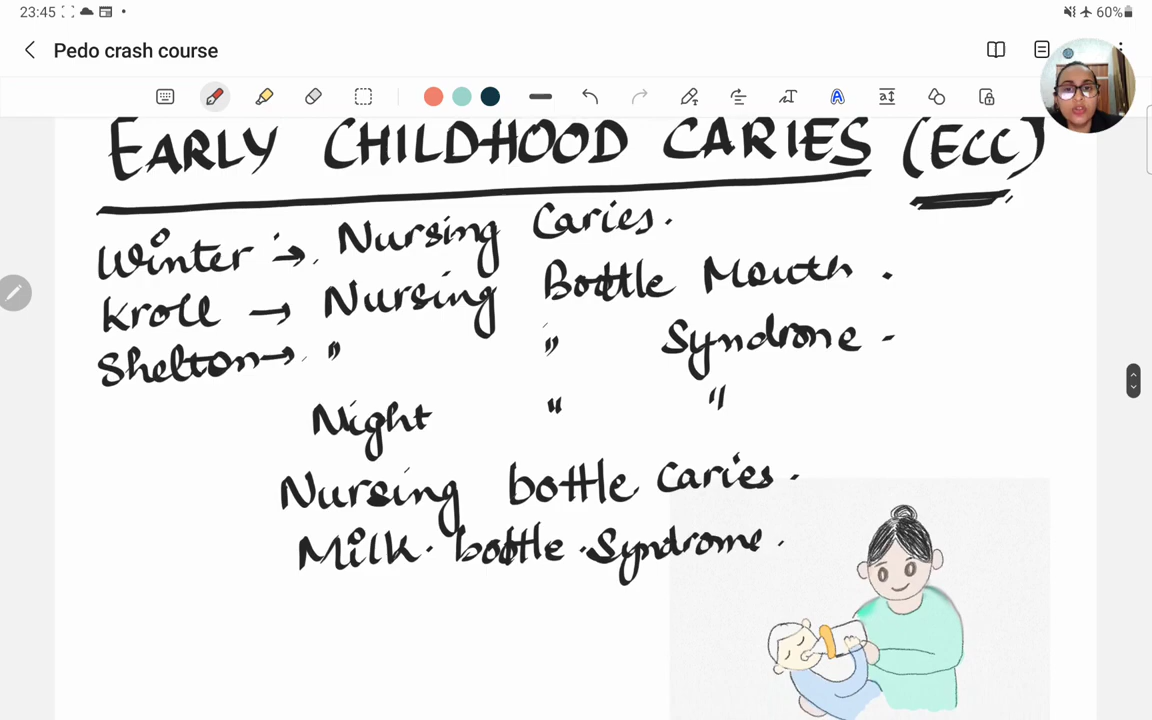 23:45 60%
Pedo crash course
EARLY CHILDHOOD CARIES (ECC)
Winter → Nursing Caries.
Kroll → Nursing Bottle Mouth.
Shelton → " " Syndrone.
Night " "
Nursing bottle caries.
Milk bottle Syndrome.